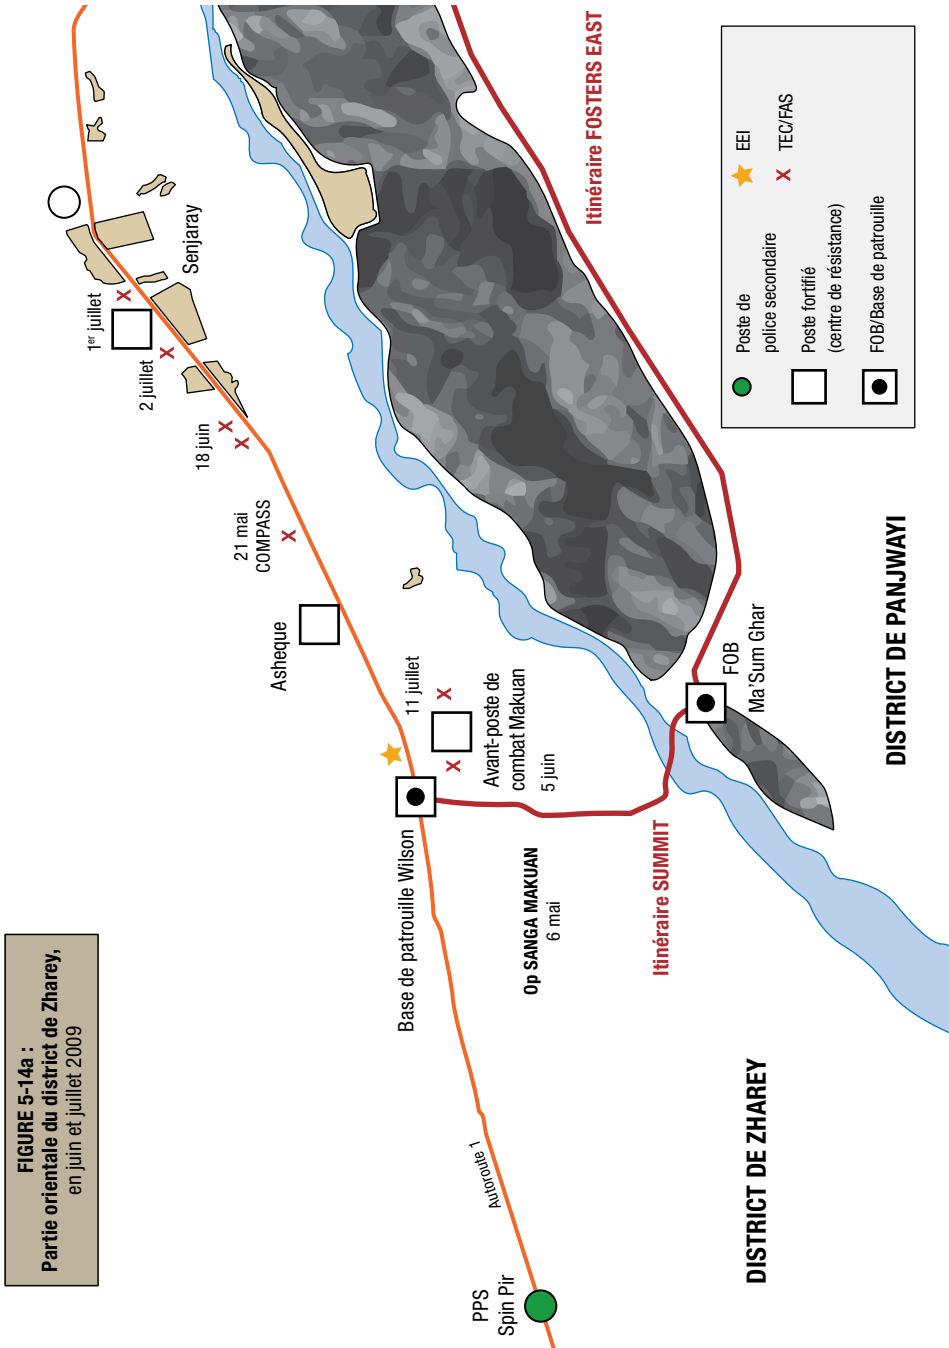 FIGURE 5-14a :
Partie orientale du district de Zharey,
en juin et juillet 2009
PPS
Spin Pir
Autoroute 1
Base de patrouille Wilson
Op SANGA MAKUAN
6 mai
Itinéraire SUMMIT
DISTRICT DE ZHAREY
Asheque
11 juillet
Avant-poste de
combat Makuan
5 juin
21 mai
COMPASS
18 juin
2 juillet
1er juillet
Senjaray
FOB
Ma'Sum Ghar
DISTRICT DE PANJWAYI
Itinéraire FOSTERS EAST
Poste de
police secondaire
Poste fortifié
(centre de résistance)
FOB/Base de patrouille
EEI
TEC/FAS